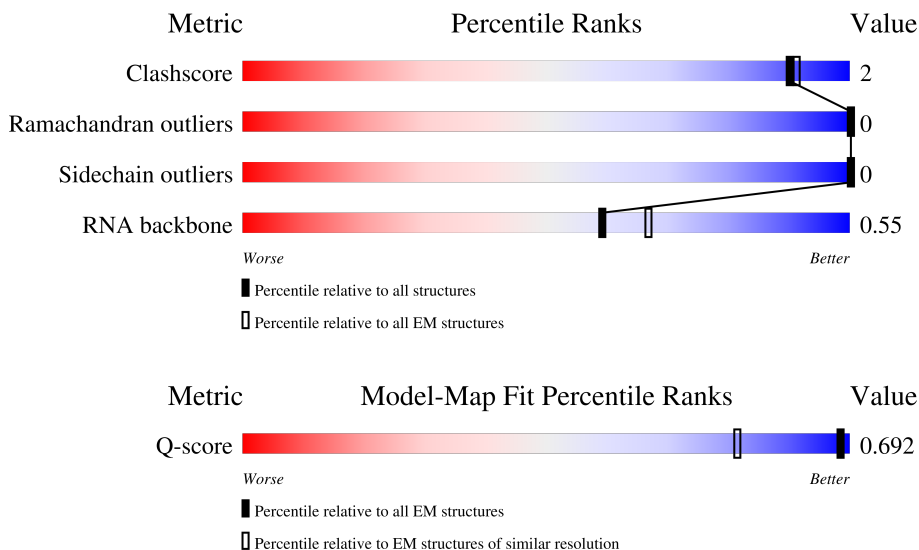 Metric Percentile Ranks Value
Clashscore 2
Ramachandran outliers 0
Sidechain outliers 0
RNA backbone 0.55
Worse Better
Percentile relative to all structures
Percentile relative to all EM structures
Metric Model-Map Fit Percentile Ranks Value
Q-score 0.692
Worse Better
Percentile relative to all EM structures
Percentile relative to EM structures of similar resolution